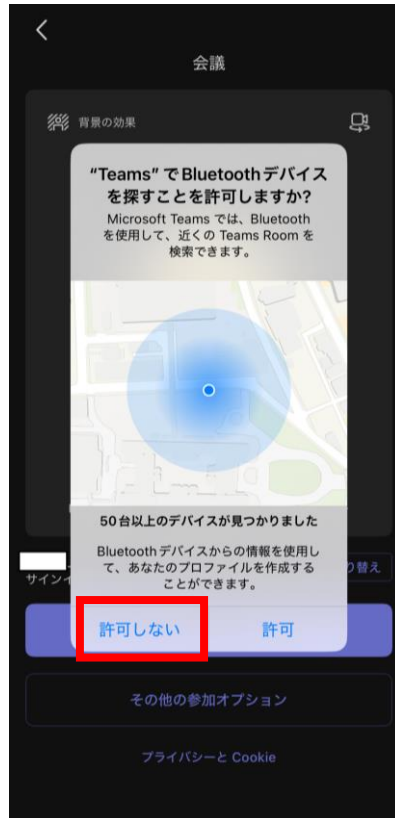 会議
背景の効果
“Teams” でBluetoothデバイス
を探すことを許可しますか?
Microsoft Teams では、Bluetooth
を使用して、近くの Teams Room を
検索できます。
50台以上のデバイスが見つかりました
Bluetoothデバイスからの情報を使用し
て、あなたのプロファイルを作成する
ことができます。
サインイ
り替え
許可しない
許可
その他の参加オプション
プライバシーと Cookie